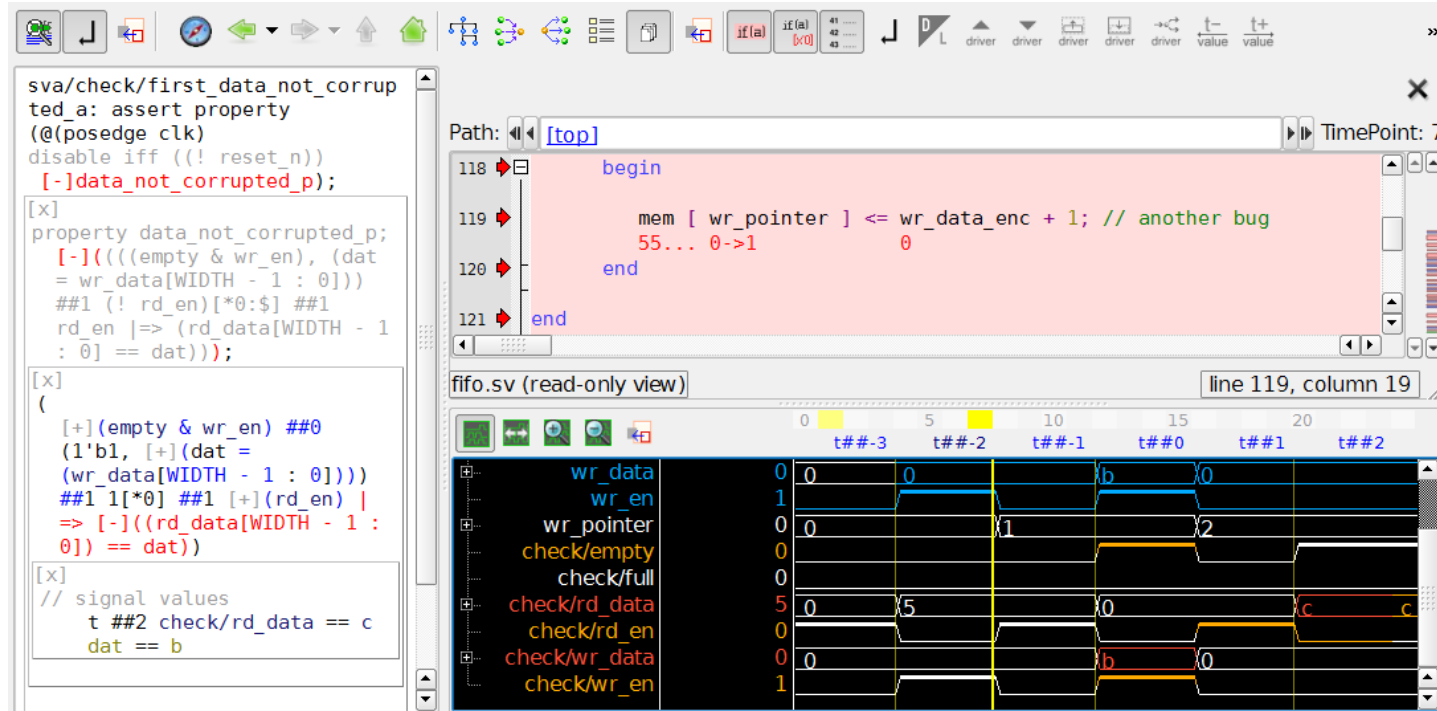 if(a)
if(a)
[x0]
41
42
43
D
L
driver
driver
driver
driver
driver
t-
value
t+
value
»
sva/check/first_data_not_corrup
ted_a: assert property
(@(posedge clk)
disable iff ((! reset_n))
[-]data_not_corrupted_p);
[x]
property data_not_corrupted_p;
[-](((((empty & wr_en), (dat
= wr_data[WIDTH - 1 : 0]))
##1 (! rd_en)[*0:$] ##1
rd_en |=> (rd_data[WIDTH - 1
: 0] == dat)));
[x]
(
[+](empty & wr_en) ##0
(1'b1, [+](dat =
(wr_data[WIDTH - 1 : 0])))
##1 1[*0] ##1 [+](rd_en) |
=> [-]((rd_data[WIDTH - 1 :
0]) == dat))
[x]
// signal values
t ##2 check/rd_data == c
dat == b
Path: [top] TimePoint: 7
118 begin
119 mem [ wr_pointer ] <= wr_data_enc + 1; // another bug
55... 0->1 0
120 end
121 end
fifo.sv (read-only view) line 119, column 19
0 5 10 15 20
t##-3 t##-2 t##-1 t##0 t##1 t##2
wr_data 0 0 0 b 0
wr_en 1
wr_pointer 0 0 1 2
check/empty 0
check/full 0
check/rd_data 5 0 5 0 c c
check/rd_en 0
check/wr_data 0 0 b 0
check/wr_en 1